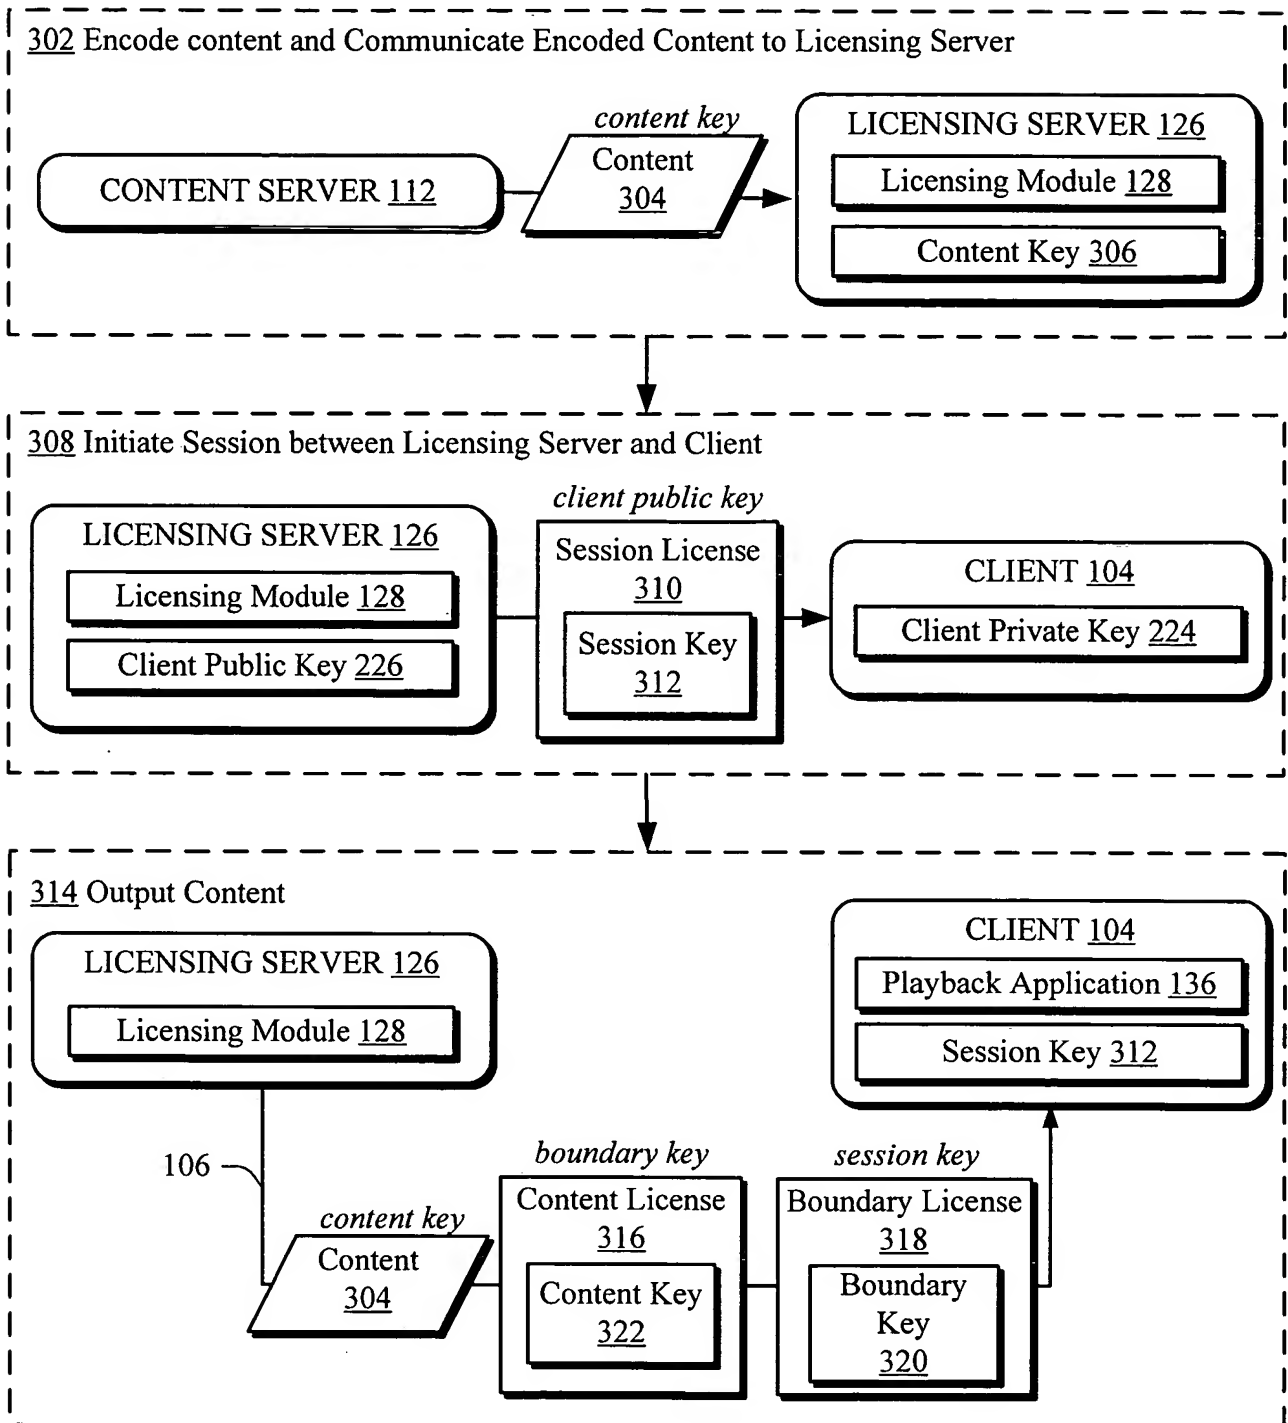 302 Encode content and Communicate Encoded Content to Licensing Server
content key
CONTENT SERVER 112
Content
304
LICENSING SERVER 126
Licensing Module 128
Content Key 306
308 Initiate Session between Licensing Server and Client
client public key
LICENSING SERVER 126
Licensing Module 128
Client Public Key 226
Session License
310
Session Key
312
CLIENT 104
Client Private Key 224
314 Output Content
LICENSING SERVER 126
Licensing Module 128
CLIENT 104
Playback Application 136
Session Key 312
106
content key
Content
304
boundary key
Content License
316
Content Key
322
session key
Boundary License
318
Boundary
Key
320